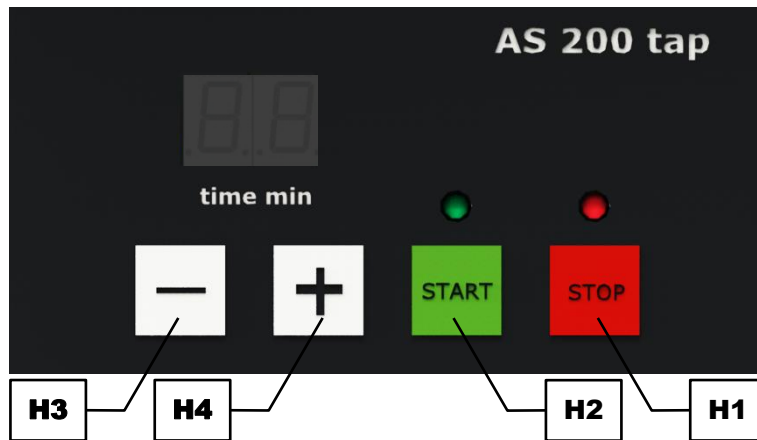 AS 200 tap
time min
− +
START STOP
H3 H4 H2 H1